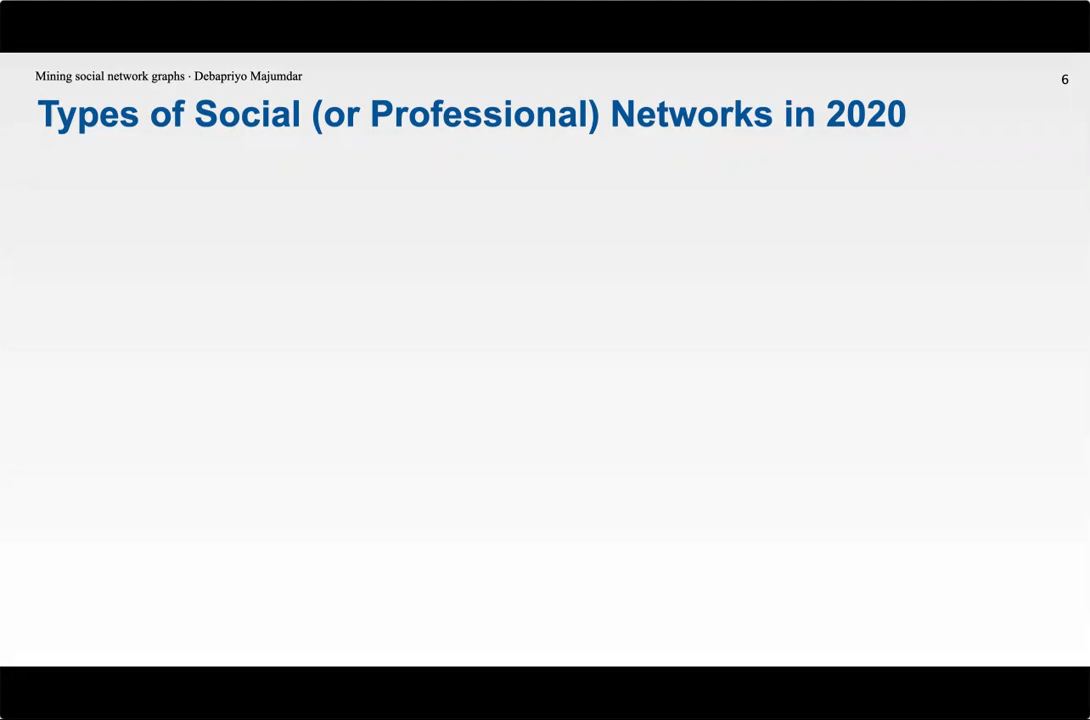 Mining social network graphs · Debapriyo Majumdar
6
Types of Social (or Professional) Networks in 2020